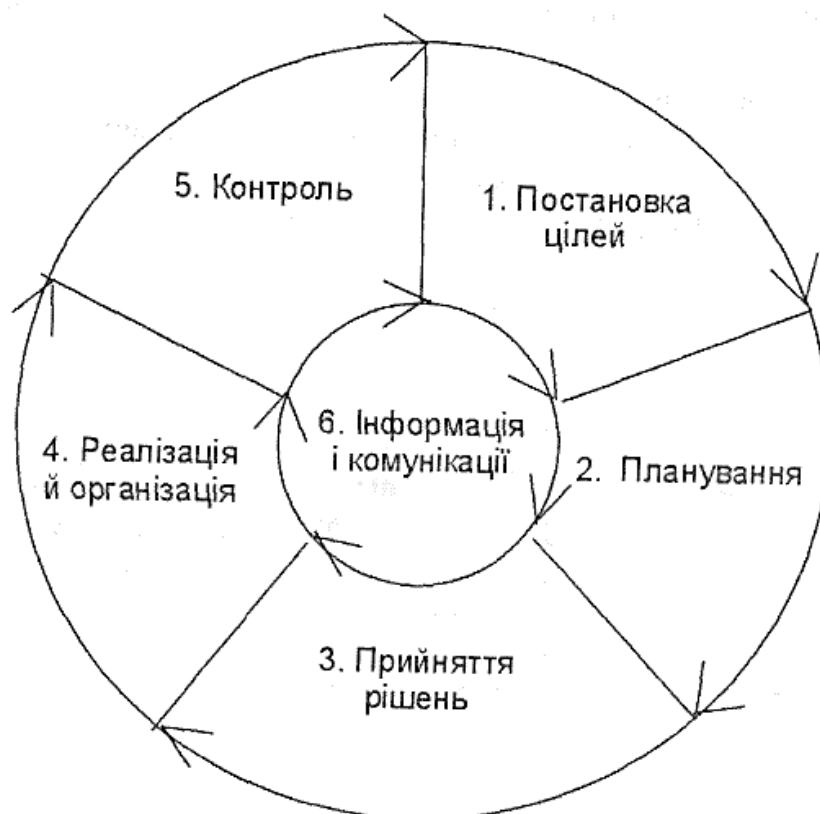 5. Контроль
1. Постановка
цілей
6. Інформація
і комунікації
4. Реалізація
й організація
2. Планування
3. Прийняття
рішень